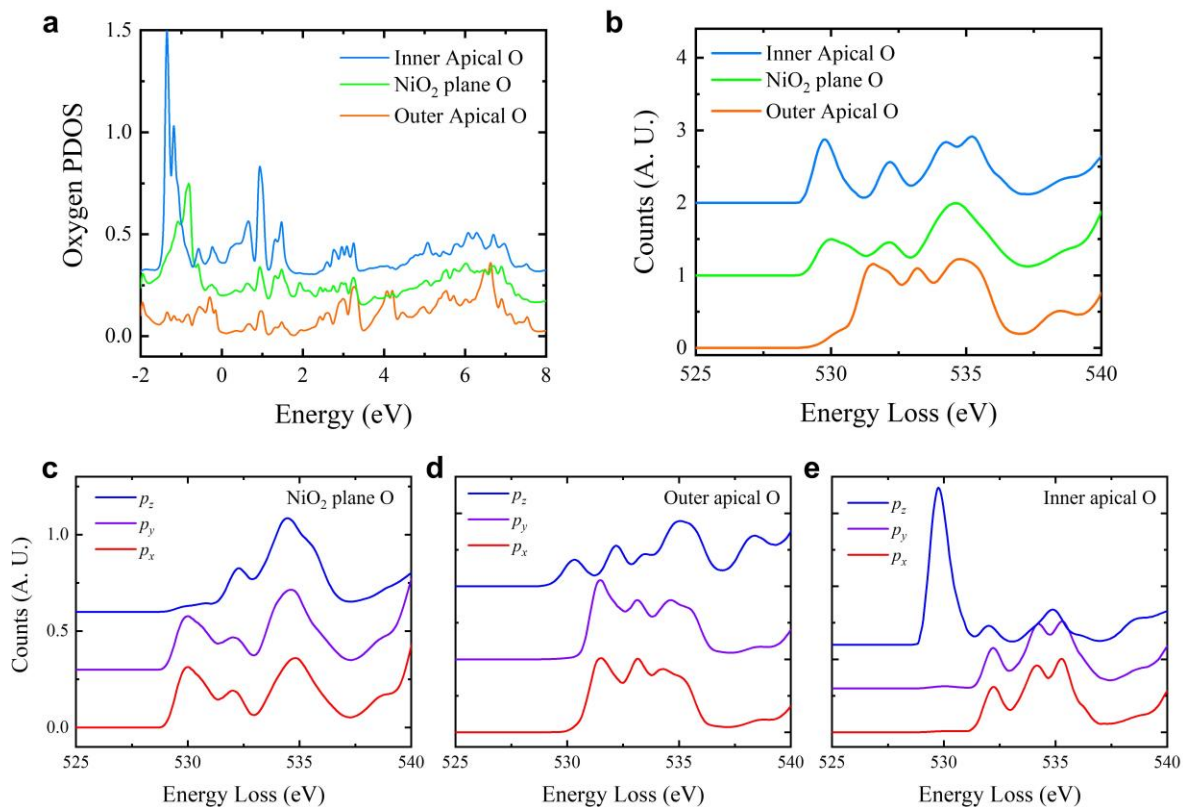 a
1.5
1.0
0.5
0.0
Oxygen PDOS
Inner Apical O
NiO₂ plane O
Outer Apical O
-2 0 2 4 6 8
Energy (eV)
b
4
3
2
1
0
Counts (A. U.)
Inner Apical O
NiO₂ plane O
Outer Apical O
525 530 535 540
Energy Loss (eV)
c
1.0
0.5
0.0
Counts (A. U.)
pz
py
px
NiO₂ plane O
525 530 535 540
Energy Loss (eV)
d
pz
py
px
Outer apical O
525 530 535 540
Energy Loss (eV)
e
pz
py
px
Inner apical O
525 530 535 540
Energy Loss (eV)